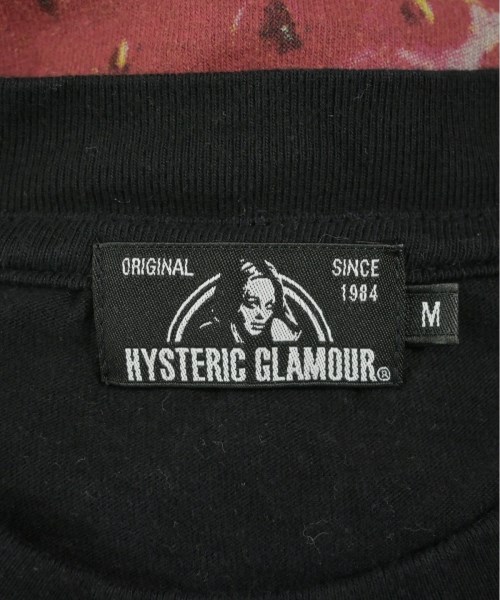 ORIGINAL SINCE
1984
HYSTERIC GLAMOUR®
M